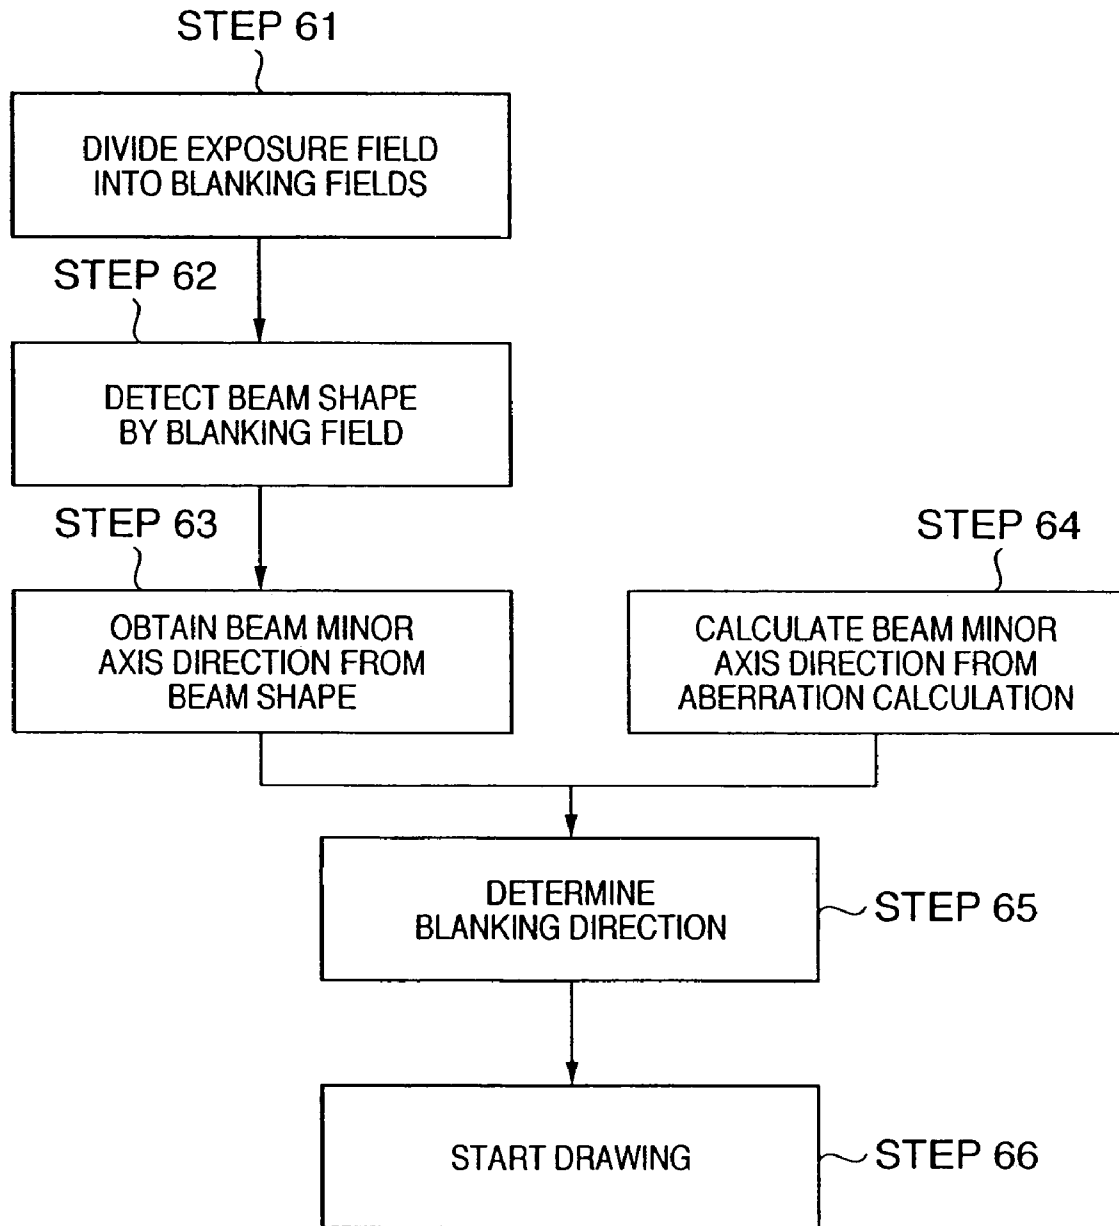 STEP 61
DIVIDE EXPOSURE FIELD
INTO BLANKING FIELDS
STEP 62
DETECT BEAM SHAPE
BY BLANKING FIELD
STEP 63
OBTAIN BEAM MINOR
AXIS DIRECTION FROM
BEAM SHAPE
STEP 64
CALCULATE BEAM MINOR
AXIS DIRECTION FROM
ABERRATION CALCULATION
DETERMINE
BLANKING DIRECTION
STEP 65
START DRAWING
STEP 66